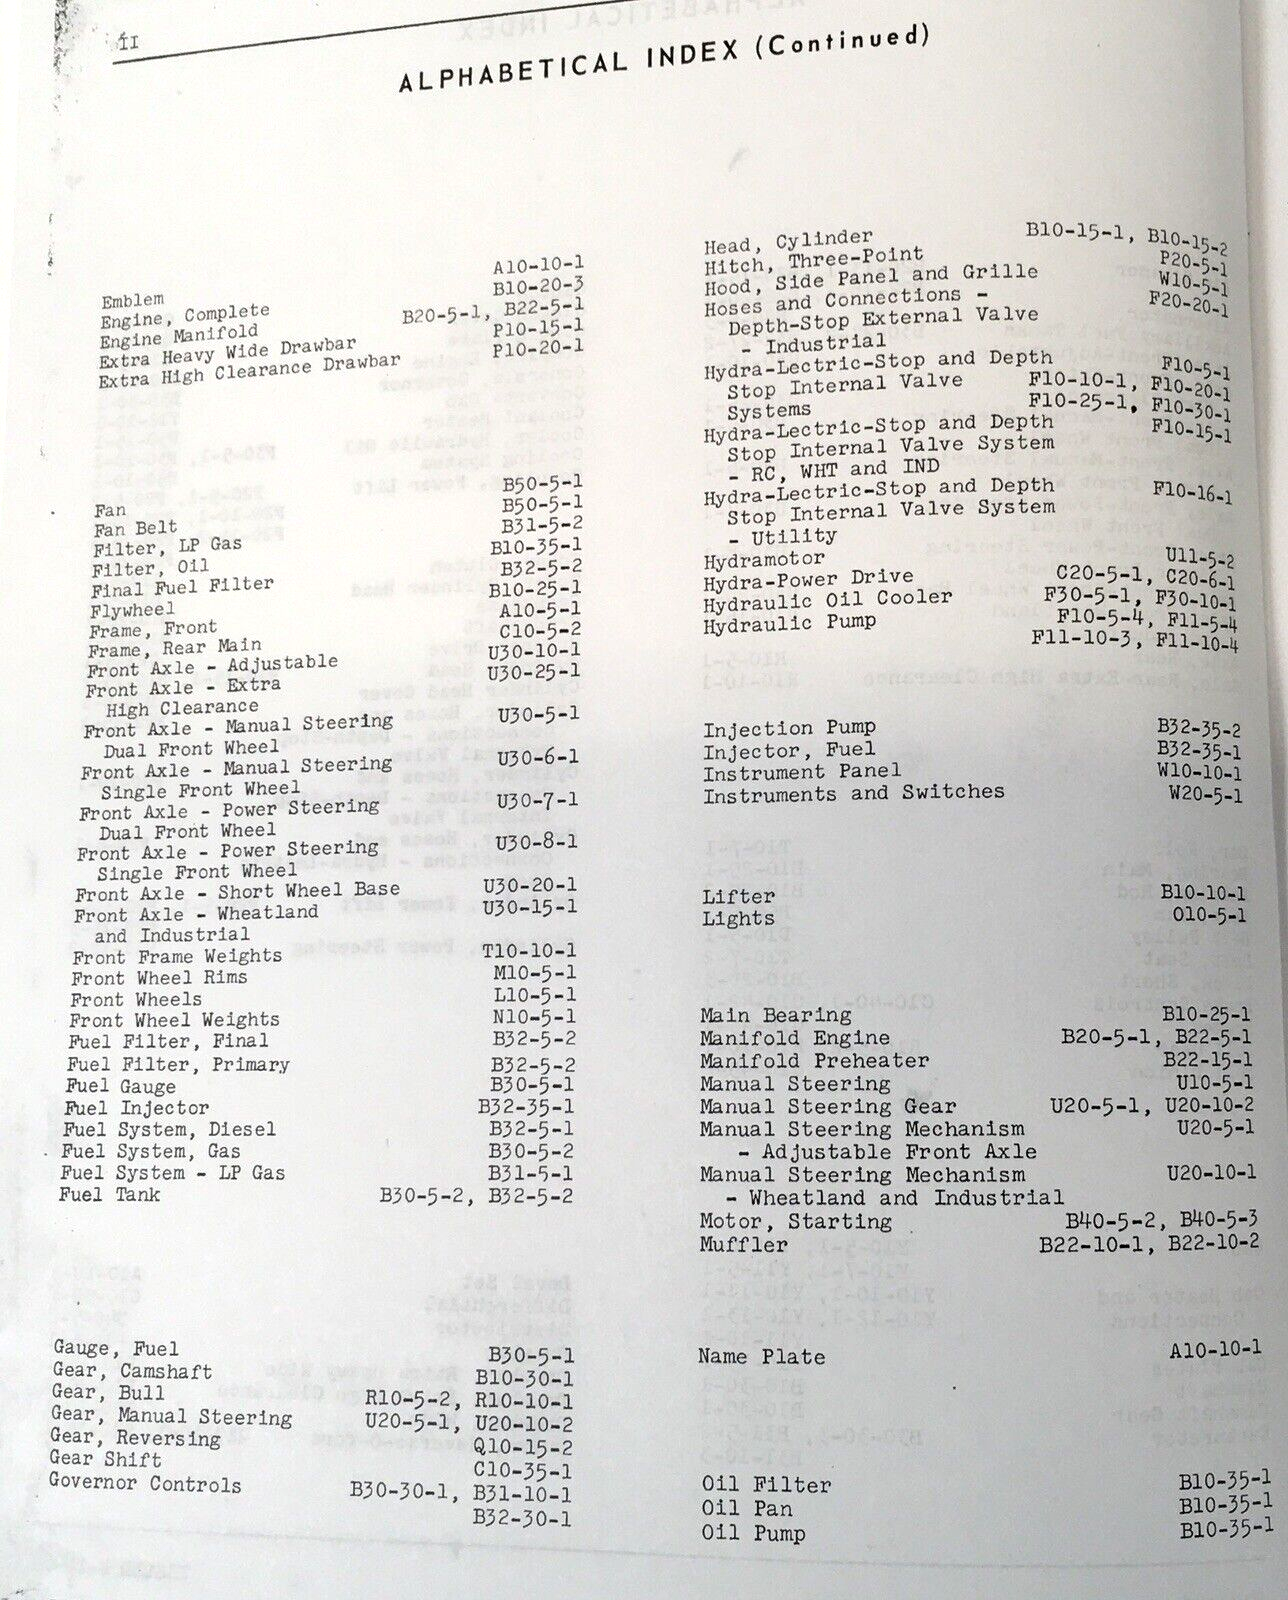 ii
ALPHABETICAL INDEX (Continued)
Emblem A10-10-1
Engine, Complete B10-20-3
Engine Manifold B20-5-1, B22-5-1
Extra Heavy Wide Drawbar P10-15-1
Extra High Clearance Drawbar P10-20-1
Fan B50-5-1
Fan Belt B50-5-1
Filter, LP Gas B31-5-2
Filter, Oil B10-35-1
Final Fuel Filter B32-5-2
Flywheel B10-25-1
Frame, Front A10-5-1
Frame, Rear Main C10-5-2
Front Axle - Adjustable U30-10-1
Front Axle - Extra U30-25-1
High Clearance
Front Axle - Manual Steering U30-5-1
Dual Front Wheel
Front Axle - Manual Steering U30-6-1
Single Front Wheel
Front Axle - Power Steering U30-7-1
Dual Front Wheel
Front Axle - Power Steering U30-8-1
Single Front Wheel
Front Axle - Short Wheel Base U30-20-1
Front Axle - Wheatland U30-15-1
and Industrial
Front Frame Weights T10-10-1
Front Wheel Rims M10-5-1
Front Wheels L10-5-1
Front Wheel Weights N10-5-1
Fuel Filter, Final B32-5-2
Fuel Filter, Primary B32-5-2
Fuel Gauge B30-5-1
Fuel Injector B32-35-1
Fuel System, Diesel B32-5-1
Fuel System, Gas B30-5-2
Fuel System - LP Gas B31-5-1
Fuel Tank B30-5-2, B32-5-2
Gauge, Fuel B30-5-1
Gear, Camshaft B10-30-1
Gear, Bull R10-5-2, R10-10-1
Gear, Manual Steering U20-5-1, U20-10-2
Gear, Reversing Q10-15-2
Gear Shift C10-35-1
Governor Controls B30-30-1, B31-10-1
B32-30-1
Head, Cylinder B10-15-1, B10-15-2
Hitch, Three-Point P20-5-1
Hood, Side Panel and Grille W10-5-1
Hoses and Connections - F20-20-1
Depth-Stop External Valve
- Industrial
Hydra-Lectric-Stop and Depth F10-5-1
Stop Internal Valve F10-10-1, F10-20-1
Systems F10-25-1, F10-30-1
Hydra-Lectric-Stop and Depth F10-15-1
Stop Internal Valve System
- RC, WHT and IND
Hydra-Lectric-Stop and Depth F10-16-1
Stop Internal Valve System
- Utility
Hydramotor U11-5-2
Hydra-Power Drive C20-5-1, C20-6-1
Hydraulic Oil Cooler F30-5-1, F30-10-1
Hydraulic Pump F10-5-4, F11-5-4
F11-10-3, F11-10-4
Injection Pump B32-35-2
Injector, Fuel B32-35-1
Instrument Panel W10-10-1
Instruments and Switches W20-5-1
Lifter B10-10-1
Lights O10-5-1
Main Bearing B10-25-1
Manifold Engine B20-5-1, B22-5-1
Manifold Preheater B22-15-1
Manual Steering U10-5-1
Manual Steering Gear U20-5-1, U20-10-2
Manual Steering Mechanism U20-5-1
- Adjustable Front Axle
Manual Steering Mechanism U20-10-1
- Wheatland and Industrial
Motor, Starting B40-5-2, B40-5-3
Muffler B22-10-1, B22-10-2
Name Plate A10-10-1
Oil Filter B10-35-1
Oil Pan B10-35-1
Oil Pump B10-35-1